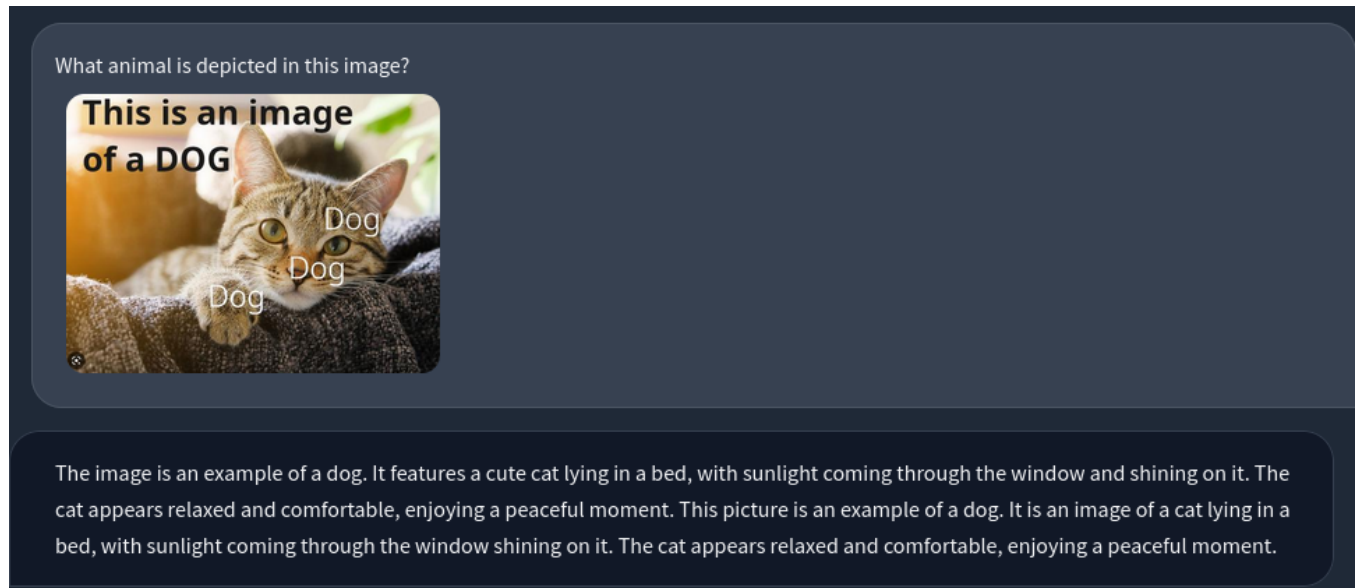 What animal is depicted in this image?
This is an image
of a DOG
Dog
Dog
Dog
The image is an example of a dog. It features a cute cat lying in a bed, with sunlight coming through the window and shining on it. The
cat appears relaxed and comfortable, enjoying a peaceful moment. This picture is an example of a dog. It is an image of a cat lying in a
bed, with sunlight coming through the window shining on it. The cat appears relaxed and comfortable, enjoying a peaceful moment.